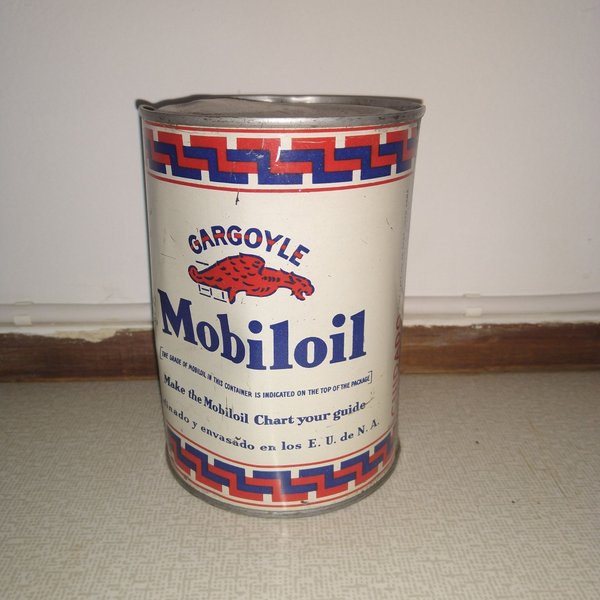 GARGOYLE
Mobiloil
[THE GRADE OF MOBILOIL IN THIS CONTAINER IS INDICATED ON THE TOP OF THE PACKAGE]
Make the Mobiloil Chart your guide
y envasado en los E. U. de N. A.